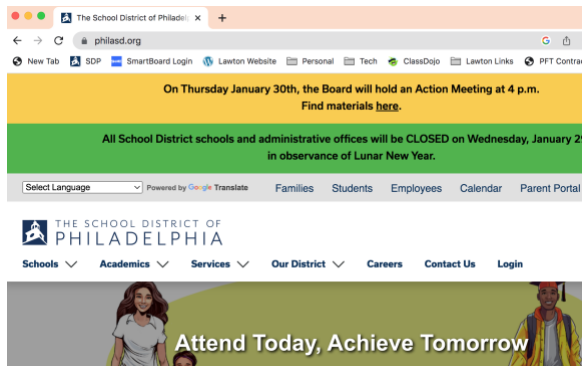 The School District of Philadel
philasd.org
New Tab SDP SmartBoard Login Lawton Website Personal Tech ClassDojo Lawton Links PFT Contra
On Thursday January 30th, the Board will hold an Action Meeting at 4 p.m.
Find materials here.
All School District schools and administrative offices will be CLOSED on Wednesday, January 29
in observance of Lunar New Year.
Select Language Powered by Google Translate Families Students Employees Calendar Parent Portal
THE SCHOOL DISTRICT OF
PHILADELPHIA
Schools Academics Services Our District Careers Contact Us Login
Attend Today, Achieve Tomorrow